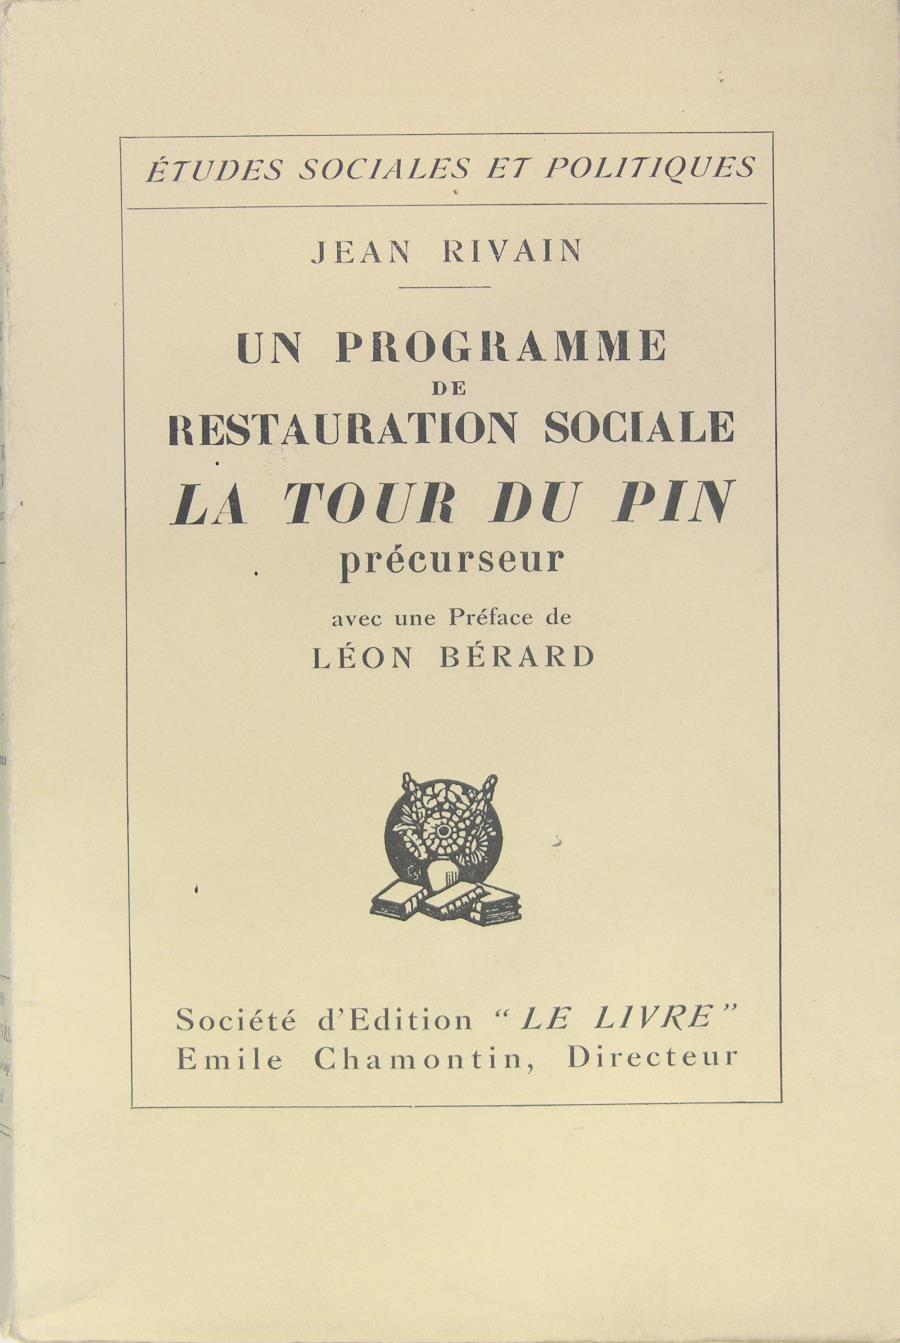 ÉTUDES SOCIALES ET POLITIQUES
JEAN RIVAIN
UN PROGRAMME
DE
RESTAURATION SOCIALE
LA TOUR DU PIN
précurseur
avec une Préface de
LÉON BÉRARD
Société d'Edition “LE LIVRE”
Emile Chamontin, Directeur